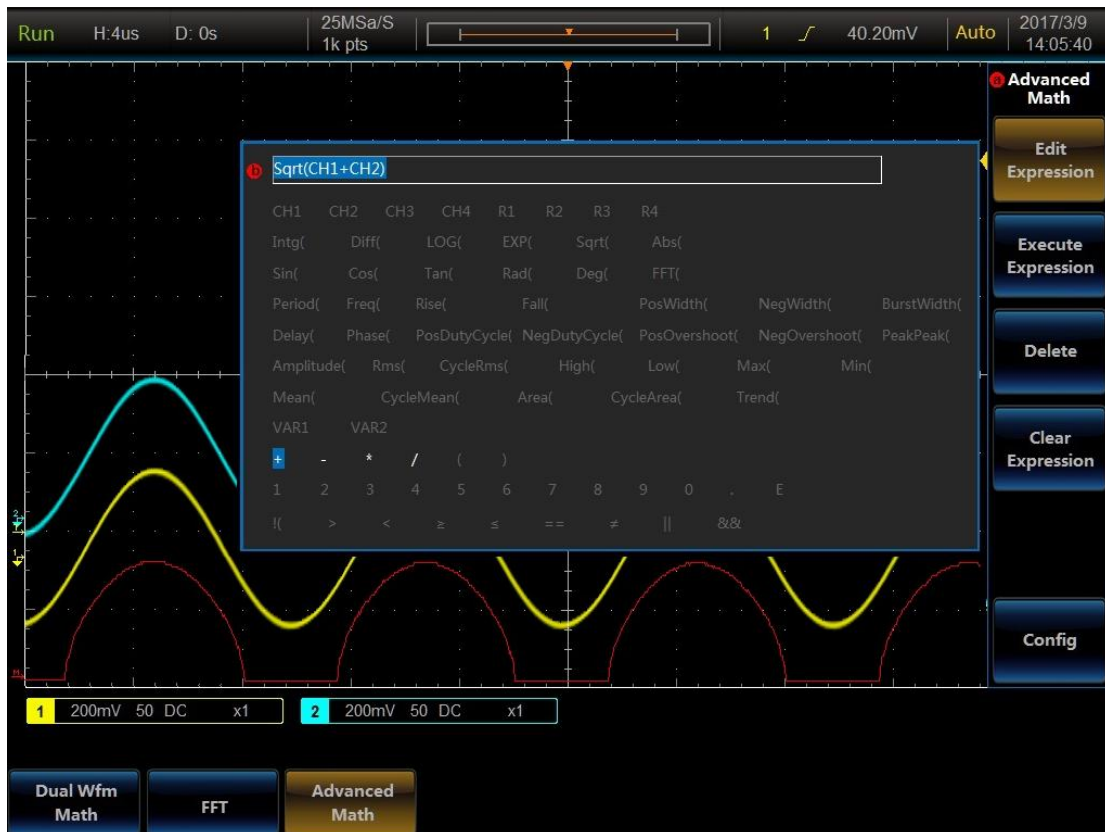 Run H:4us D: 0s 25MSa/S 1 40.20mV Auto 2017/3/9
1k pts 14:05:40
a Advanced
Math
Edit
Expression
b Sqrt(CH1+CH2)
CH1 CH2 CH3 CH4 R1 R2 R3 R4
Intg( Diff( LOG( EXP( Sqrt( Abs(
Sin( Cos( Tan( Rad( Deg( FFT(
Period( Freq( Rise( Fall( PosWidth( NegWidth( BurstWidth(
Delay( Phase( PosDutyCycle( NegDutyCycle( PosOvershoot( NegOvershoot( PeakPeak(
Amplitude( Rms( CycleRms( High( Low( Max( Min(
Mean( CycleMean( Area( CycleArea( Trend(
VAR1 VAR2
+ - * / ( )
1 2 3 4 5 6 7 8 9 0 . E
!( > < ≥ ≤ == ≠ || &&
Execute
Expression
Delete
Clear
Expression
Config
2
1
M
1 200mV 50 DC x1 2 200mV 50 DC x1
Dual Wfm
Math
FFT
Advanced
Math